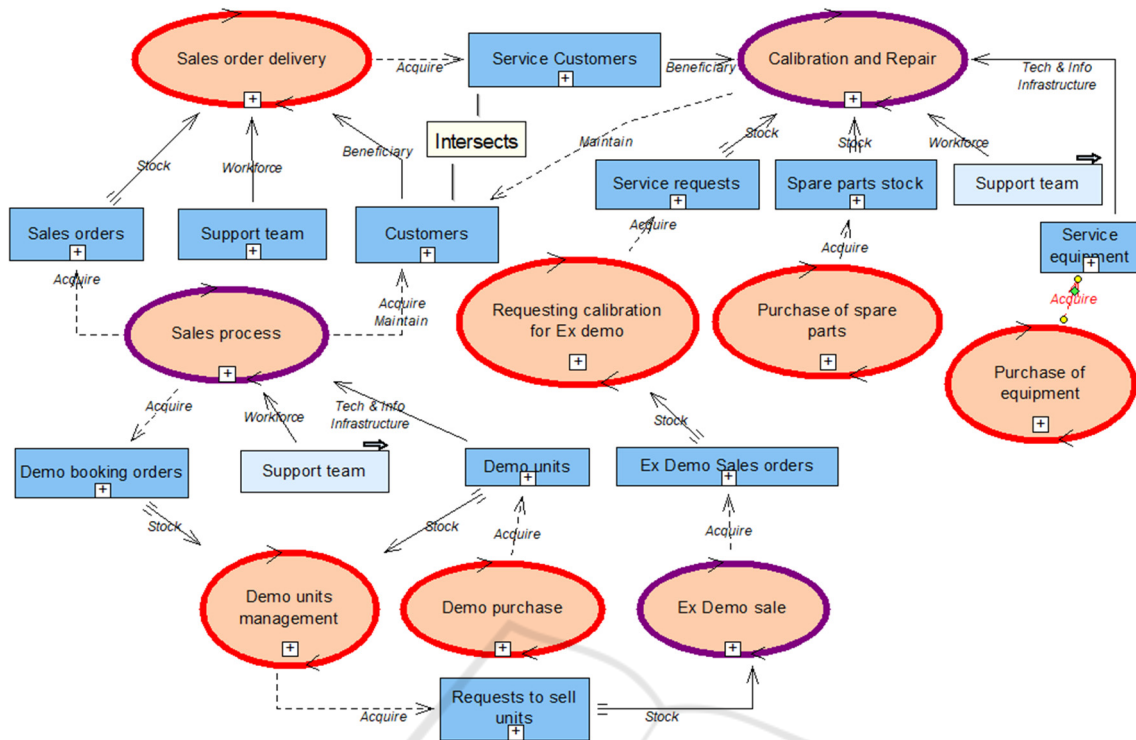 Sales order delivery
Acquire
Service Customers
Beneficiary
Calibration and Repair
Tech & Info
Infrastructure
Intersects
Stock
Workforce
Beneficiary
Maintain
Stock
Stock
Workforce
Sales orders
Support team
Customers
Service requests
Spare parts stock
Support team
Service
equipment
Acquire
Acquire
Maintain
Acquire
Acquire
Acquire
Sales process
Requesting calibration
for Ex demo
Purchase of spare
parts
Purchase of
equipment
Acquire
Workforce
Tech & Info
Infrastructure
Stock
Demo booking orders
Support team
Demo units
Ex Demo Sales orders
Stock
Stock
Acquire
Acquire
Demo units
management
Demo purchase
Ex Demo sale
Acquire
Requests to sell
units
Stock